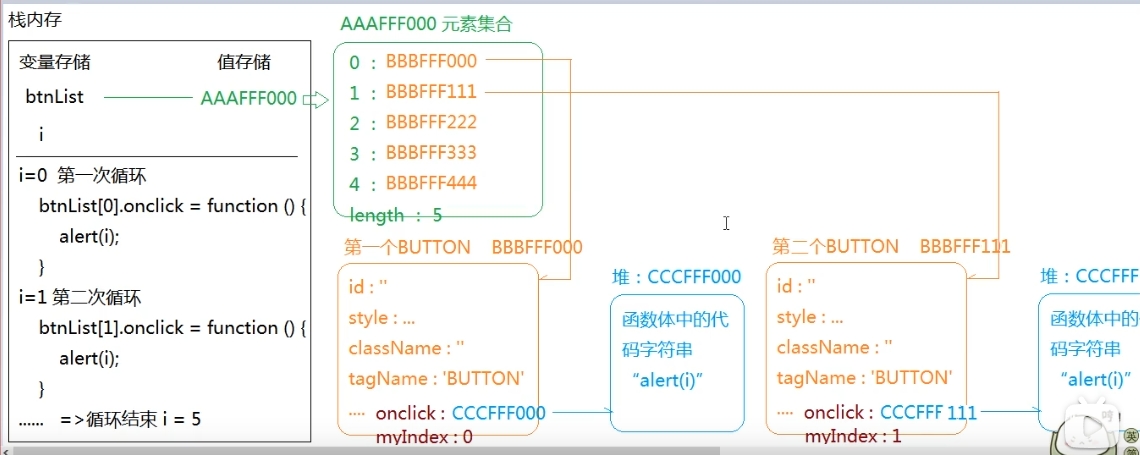 栈内存
变量存储 值存储
btnList AAAFFF000
i
i=0 第一次循环
btnList[0].onclick = function () {
alert(i);
}
i=1 第二次循环
btnList[1].onclick = function () {
alert(i);
}
...... =>循环结束 i = 5
AAAFFF000 元素集合
0 : BBBFFF000
1 : BBBFFF111
2 : BBBFFF222
3 : BBBFFF333
4 : BBBFFF444
length : 5
第一个BUTTON BBBFFF000
id : ''
style : ...
className : ''
tagName : 'BUTTON'
.... onclick : CCCFFF000
myIndex : 0
堆：CCCFFF000
函数体中的代
码字符串
“alert(i)”
第二个BUTTON BBBFFF111
id : ''
style : ...
className : ''
tagName : 'BUTTON'
.... onclick : CCCFFF 111
myIndex : 1
堆：CCCFFF
函数体中的
码字符串
“alert(i)”
英